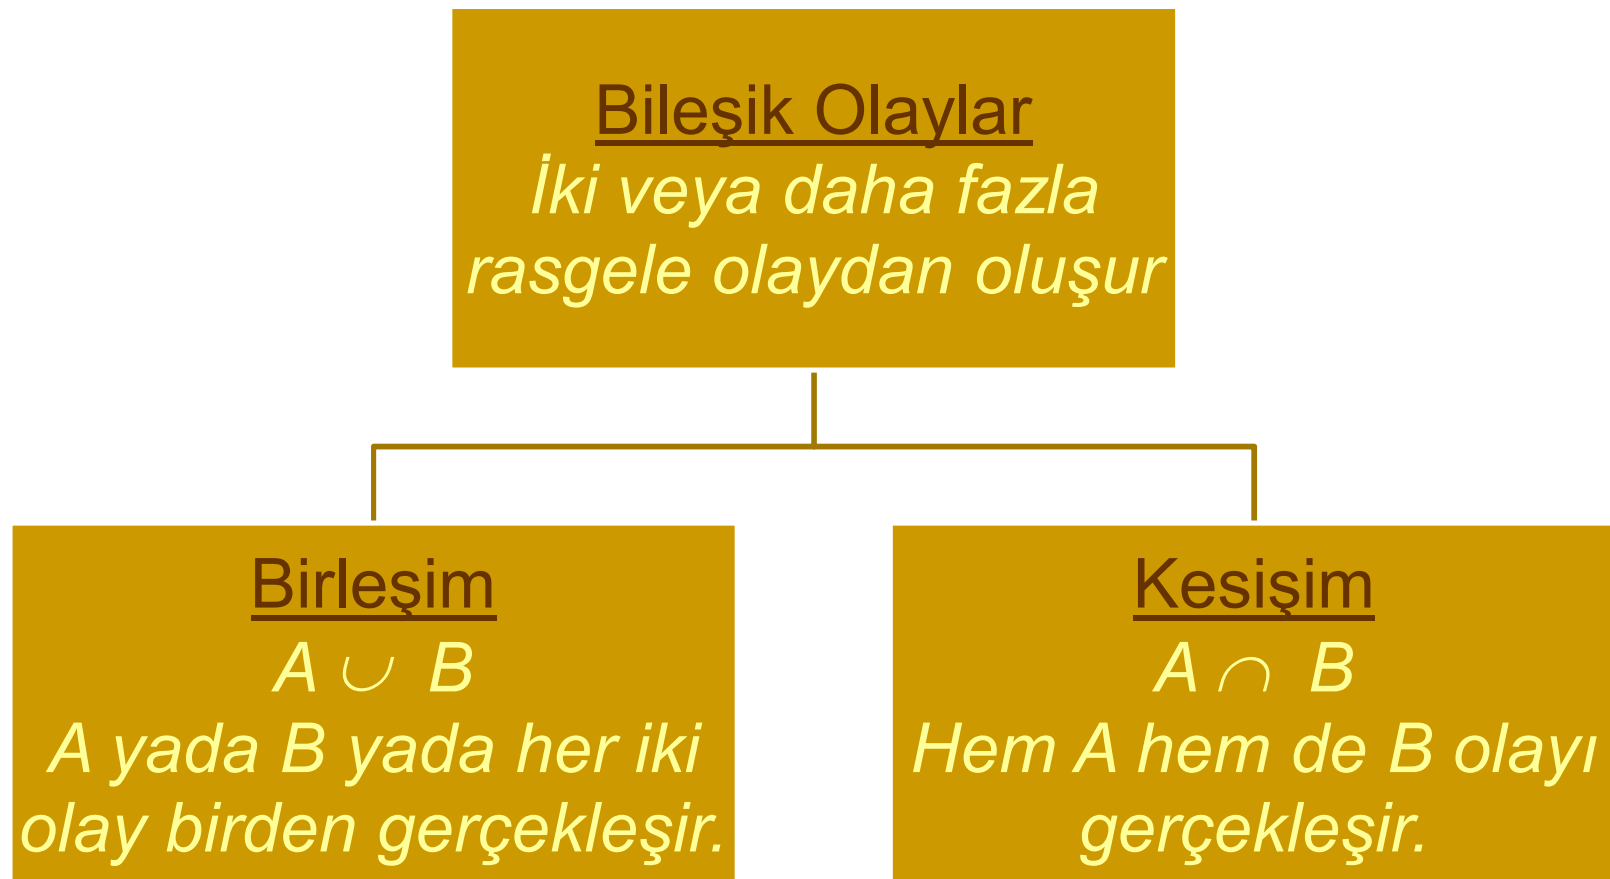 Bileşik Olaylar
İki veya daha fazla
rasgele olaydan oluşur
Birleşim
A ∪ B
A yada B yada her iki
olay birden gerçekleşir.
Kesişim
A ∩ B
Hem A hem de B olayı
gerçekleşir.